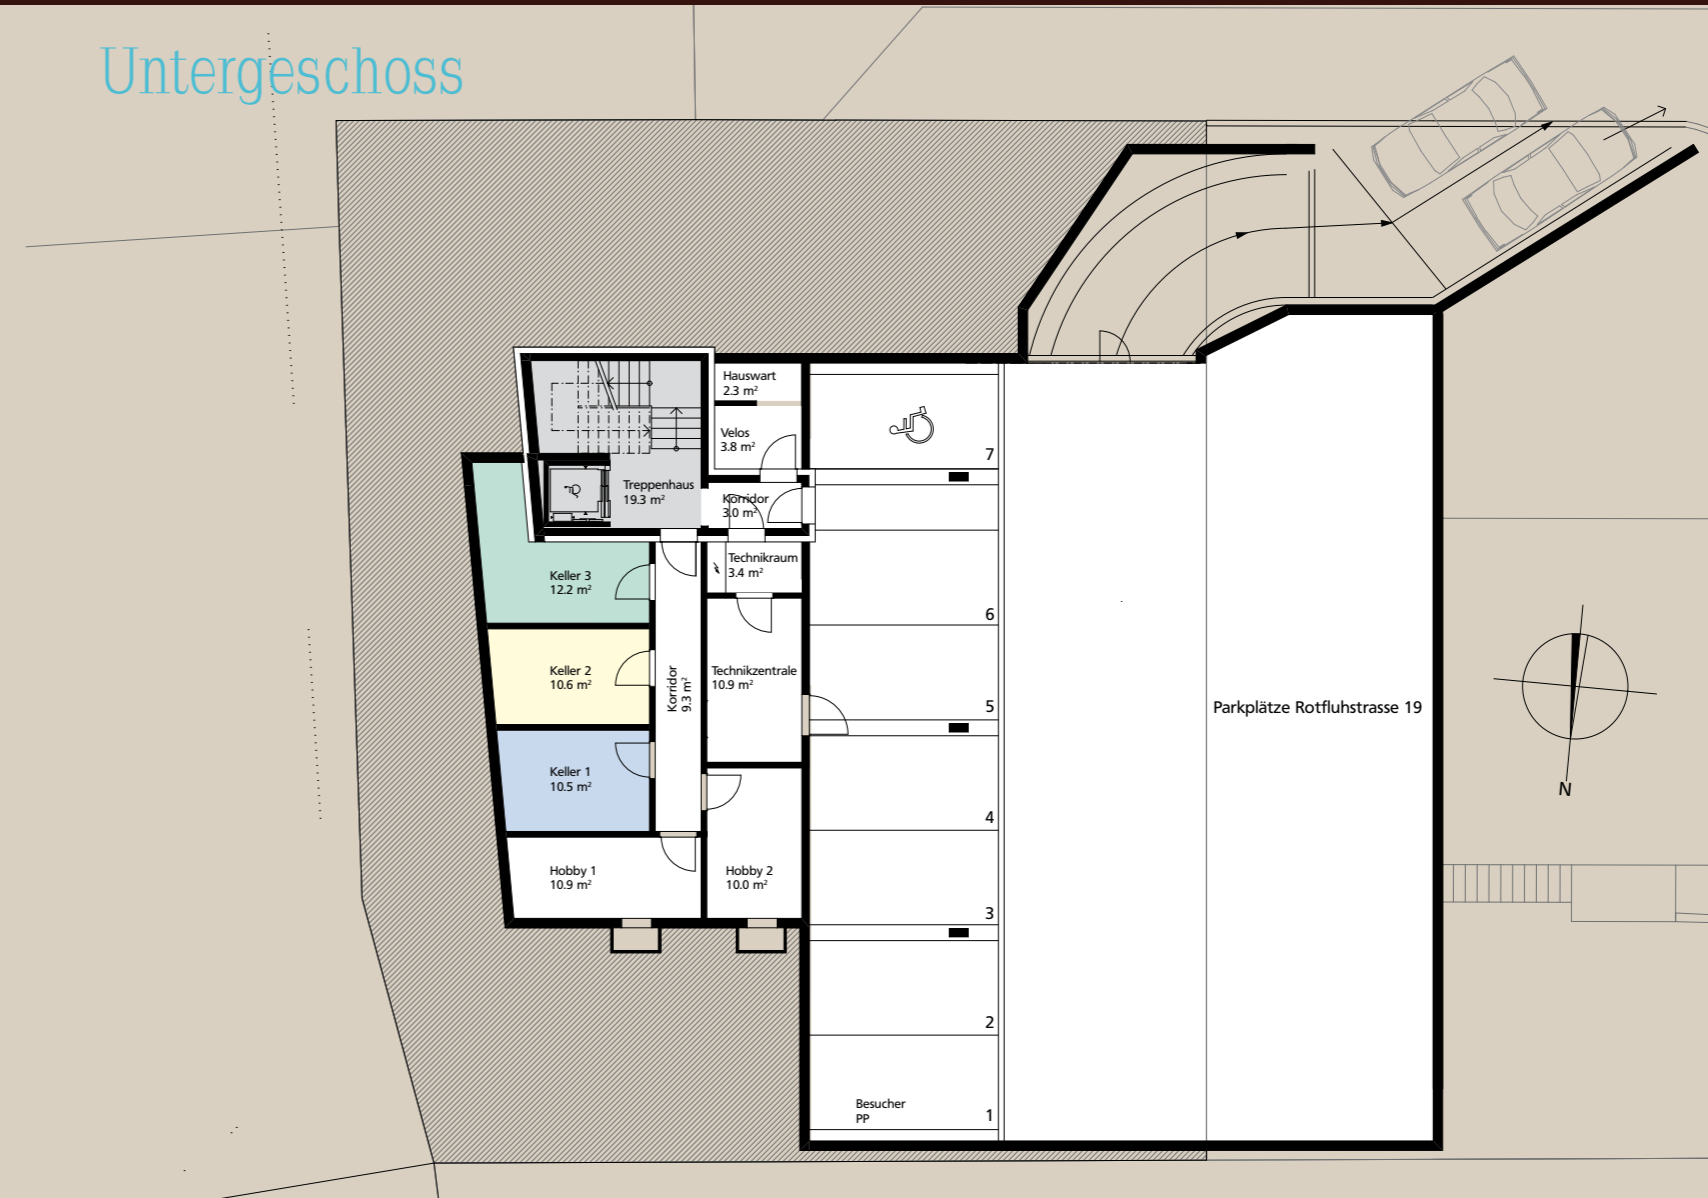 Untergeschoss
Hauswart
2.3 m²
Velos
3.8 m²
7
Treppenhaus
19.3 m²
Korridor
3.0 m²
Technikraum
3.4 m²
Keller 3
12.2 m²
6
Keller 2
10.6 m²
Korridor
9.3 m²
Technikzentrale
10.9 m²
5
Parkplätze Rotfluhstrasse 19
Keller 1
10.5 m²
N
4
Hobby 1
10.9 m²
Hobby 2
10.0 m²
3
2
Besucher
PP
1